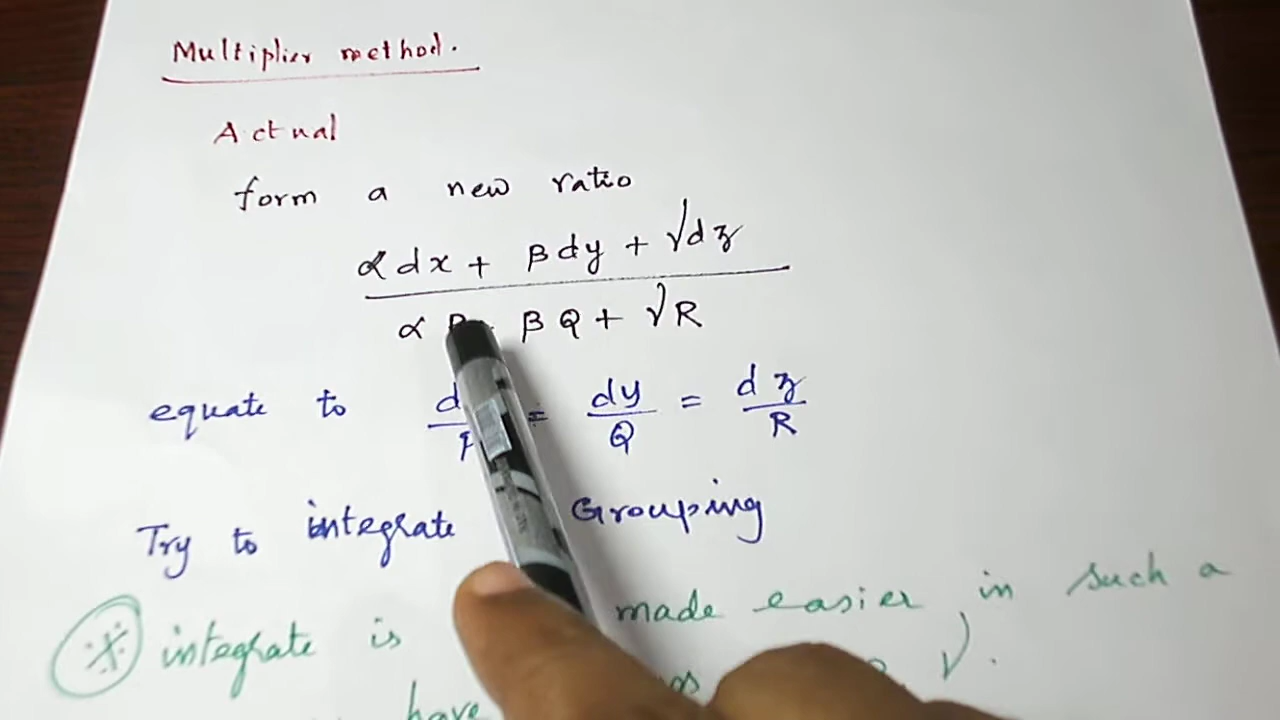 Multiplier method.
Actual
form a new ratio
αdx + βdy + γdz
α βQ + γR
equate to = dy/Q = dz/R
Try to integrate Grouping
* integrate is made easier in such a
have γ.